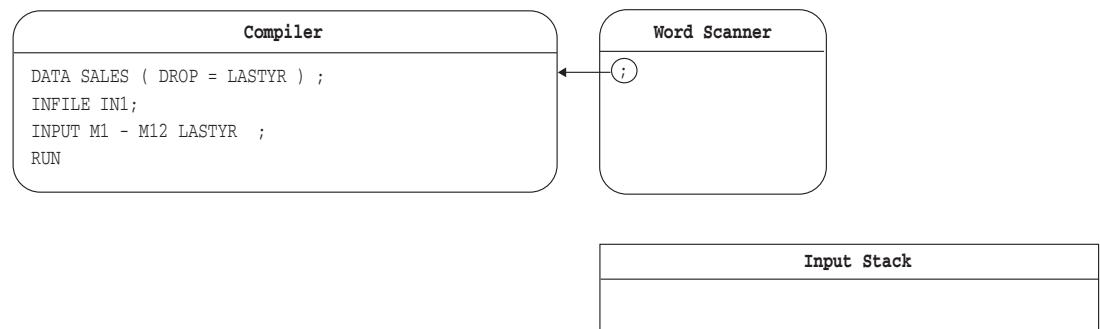 Compiler
DATA SALES ( DROP = LASTYR ) ;
INFILE IN1;
INPUT M1 - M12 LASTYR  ;
RUN
Word Scanner
;
Input Stack